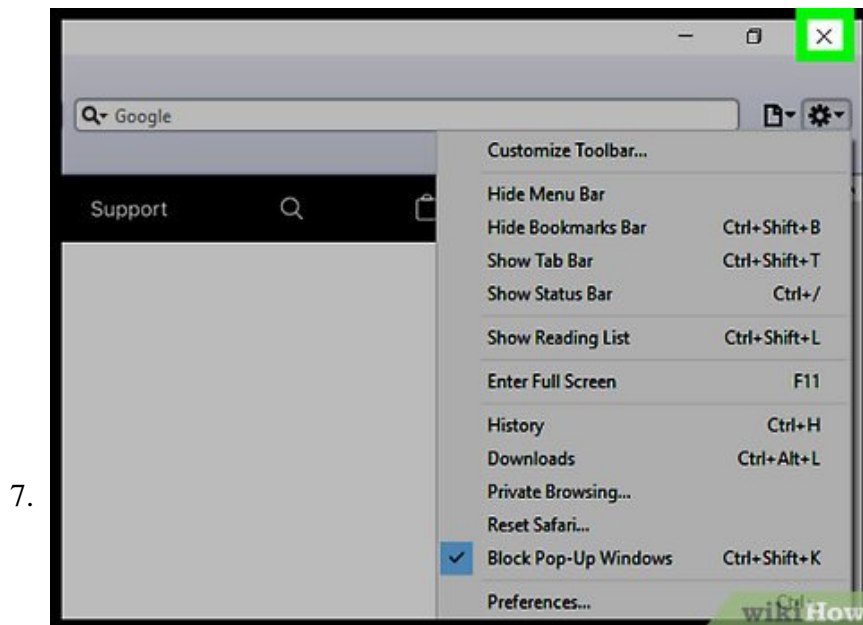 Google
Customize Toolbar...
Support
Hide Menu Bar
Hide Bookmarks Bar Ctrl+Shift+B
Show Tab Bar Ctrl+Shift+T
Show Status Bar Ctrl+/
Show Reading List Ctrl+Shift+L
Enter Full Screen F11
History Ctrl+H
Downloads Ctrl+Alt+L
7.
Private Browsing...
Reset Safari...
Block Pop-Up Windows Ctrl+Shift+K
Preferences...
wikiHow